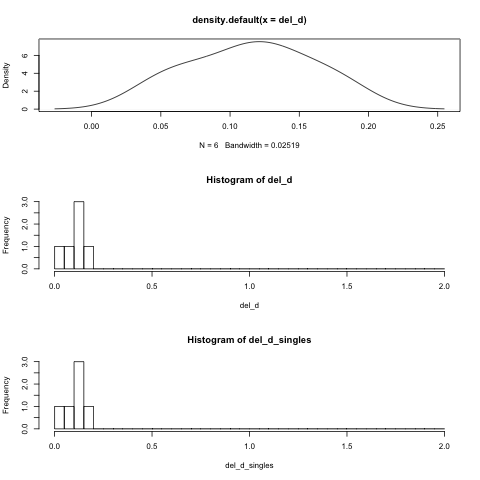 density.default(x = del_d)
Density
0 2 4 6
0.00 0.05 0.10 0.15 0.20 0.25
N = 6 Bandwidth = 0.02519
Histogram of del_d
Frequency
0.0 1.0 2.0 3.0
0.0 0.5 1.0 1.5 2.0
del_d
Histogram of del_d_singles
Frequency
0.0 1.0 2.0 3.0
0.0 0.5 1.0 1.5 2.0
del_d_singles